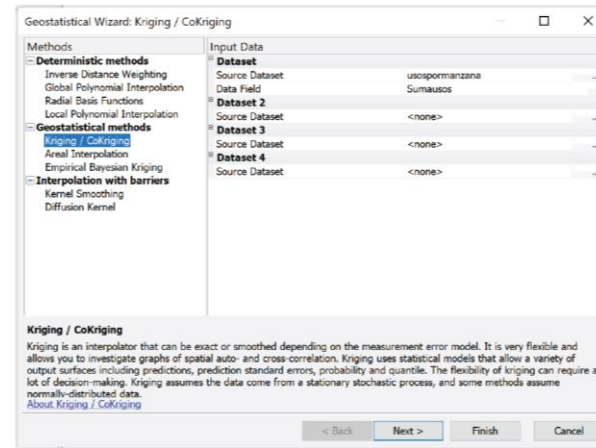 Geostatistical Wizard: Kriging / CoKriging
Methods
Deterministic methods
Inverse Distance Weighting
Global Polynomial Interpolation
Radial Basis Functions
Local Polynomial Interpolation
Geostatistical methods
Kriging / CoKriging
Areal Interpolation
Empirical Bayesian Kriging
Interpolation with barriers
Kernel Smoothing
Diffusion Kernel
Input Data
Dataset
Source Dataset usospormanzana
Data Field Sumausos
Dataset 2
Source Dataset <none>
Dataset 3
Source Dataset <none>
Dataset 4
Source Dataset <none>
Kriging / CoKriging
Kriging is an interpolator that can be exact or smoothed depending on the measurement error model. It is very flexible and
allows you to investigate graphs of spatial auto- and cross-correlation. Kriging uses statistical models that allow a variety of
output surfaces including predictions, prediction standard errors, probability and quantile. The flexibility of kriging can require a
lot of decision-making. Kriging assumes the data come from a stationary stochastic process, and some methods assume
normally-distributed data.
About Kriging / CoKriging
< Back Next > Finish Cancel